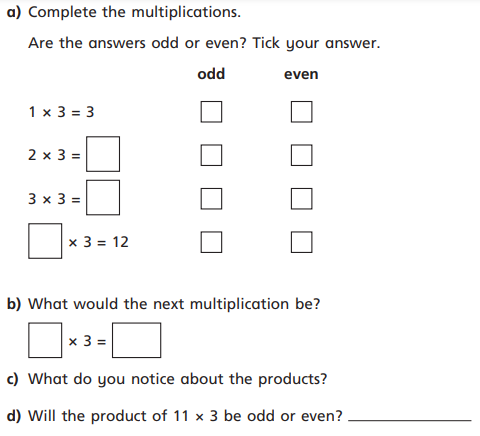 a) Complete the multiplications.
Are the answers odd or even? Tick your answer.
odd even
1 × 3 = 3
2 × 3 =
3 × 3 =
× 3 = 12
b) What would the next multiplication be?
× 3 =
c) What do you notice about the products?
d) Will the product of 11 × 3 be odd or even?